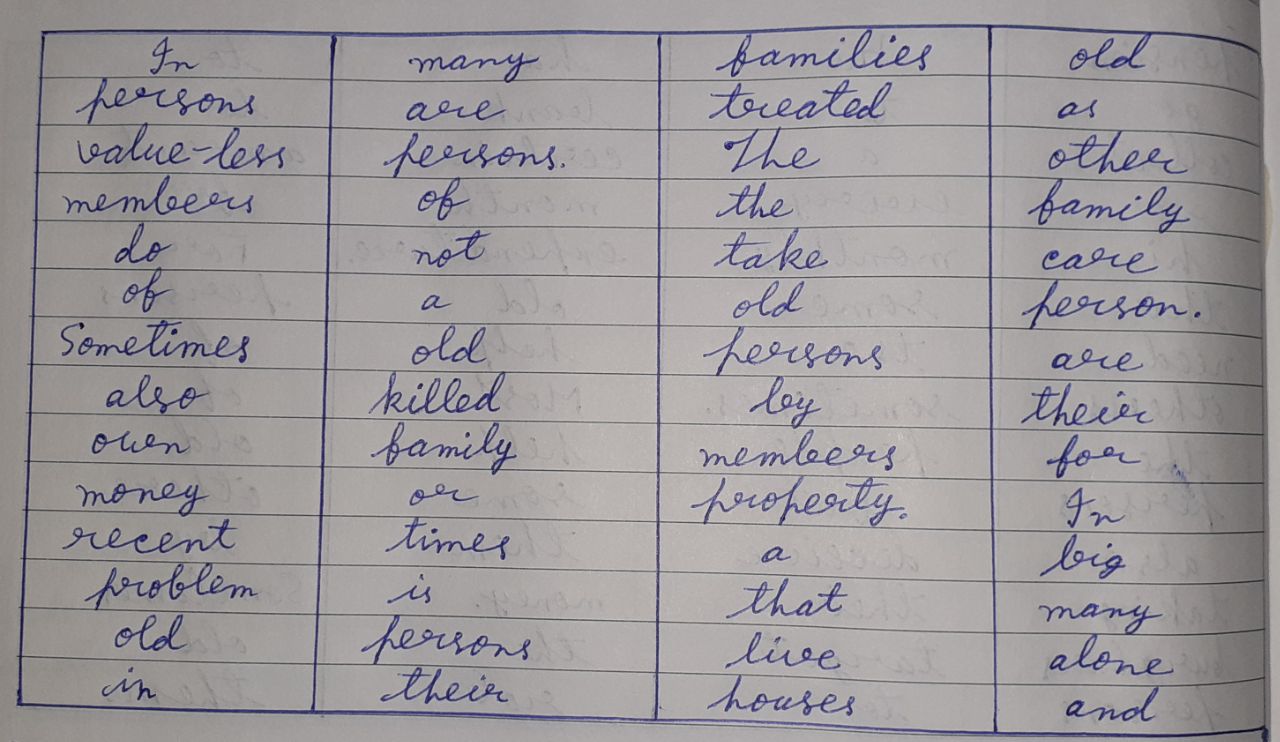 In many families old
persons are treated as
value-less persons. The other
members of the family
do not take care
of a old person.
Sometimes old persons are
also killed by their
own family members for
money or property. In
recent times a big
problem is that many
old persons live alone
in their houses and